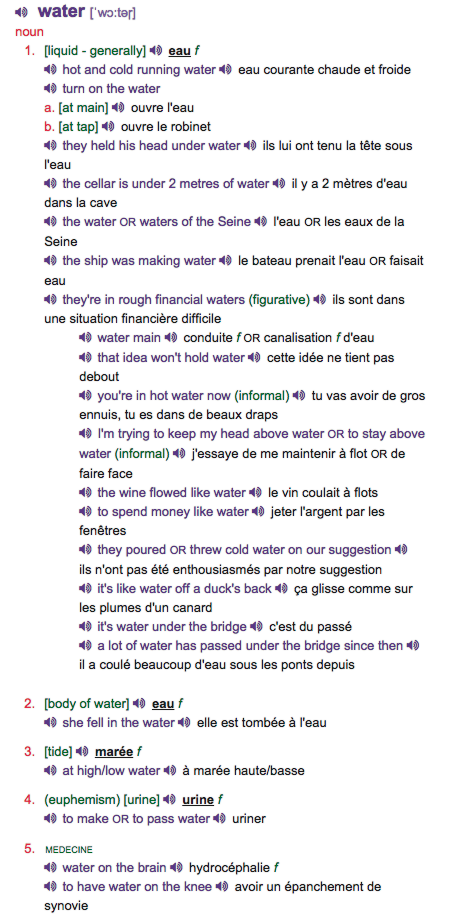 water ['wɔːtəʳ]
noun
1. [liquid - generally] eau f
hot and cold running water eau courante chaude et froide
turn on the water
a. [at main] ouvre l'eau
b. [at tap] ouvre le robinet
they held his head under water ils lui ont tenu la tête sous
l'eau
the cellar is under 2 metres of water il y a 2 mètres d'eau
dans la cave
the water OR waters of the Seine l'eau OR les eaux de la
Seine
the ship was making water le bateau prenait l'eau OR faisait
eau
they're in rough financial waters (figurative) ils sont dans
une situation financière difficile
water main conduite f OR canalisation f d'eau
that idea won't hold water cette idée ne tient pas
debout
you're in hot water now (informal) tu vas avoir de gros
ennuis, tu es dans de beaux draps
I'm trying to keep my head above water OR to stay above
water (informal) j'essaye de me maintenir à flot OR de
faire face
the wine flowed like water le vin coulait à flots
to spend money like water jeter l'argent par les
fenêtres
they poured OR threw cold water on our suggestion
ils n'ont pas été enthousiasmés par notre suggestion
it's like water off a duck's back ça glisse comme sur
les plumes d'un canard
it's water under the bridge c'est du passé
a lot of water has passed under the bridge since then
il a coulé beaucoup d'eau sous les ponts depuis
2. [body of water] eau f
she fell in the water elle est tombée à l'eau
3. [tide] marée f
at high/low water à marée haute/basse
4. (euphemism) [urine] urine f
to make OR to pass water uriner
5. MEDECINE
water on the brain hydrocéphalie f
to have water on the knee avoir un épanchement de
synovie